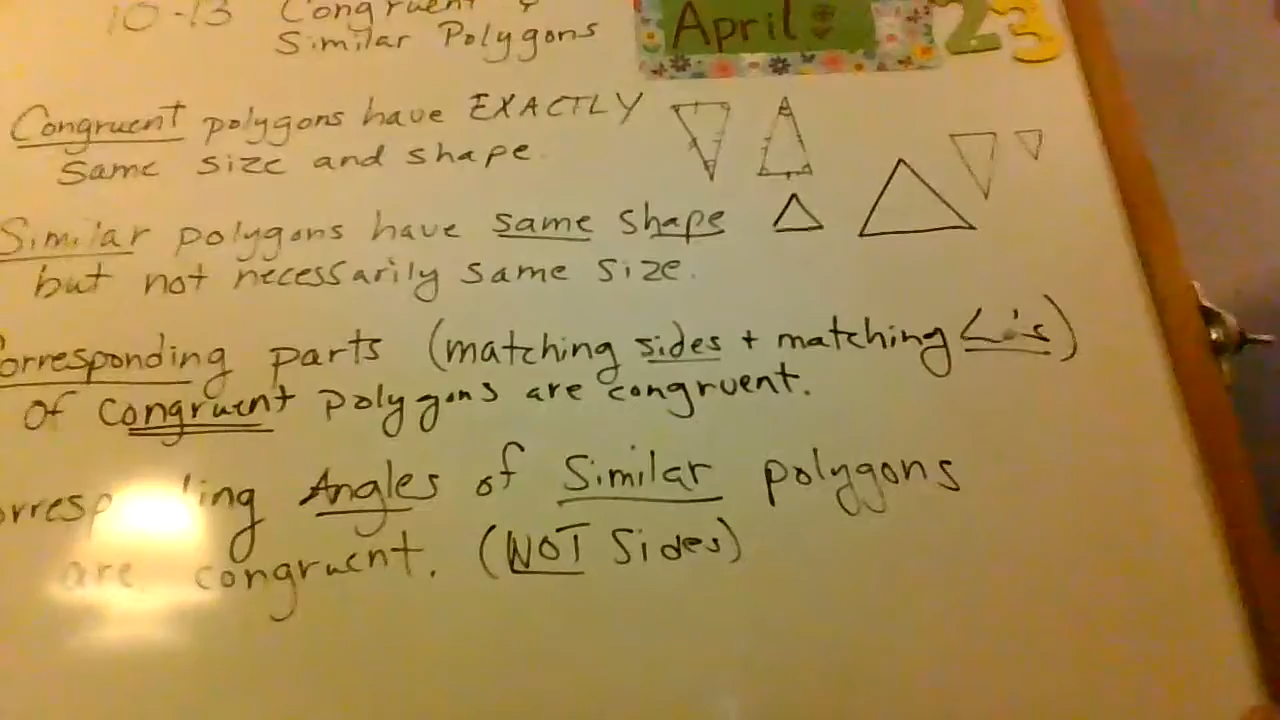 10-13 Congruent &
Similar Polygons
April
23
Congruent polygons have EXACTLY
same size and shape.
Similar polygons have same shape
but not necessarily same size.
orresponding parts (matching sides + matching ∠'s)
of congruent polygons are congruent.
Angles of Similar polygons
are congruent. (NOT Sides)